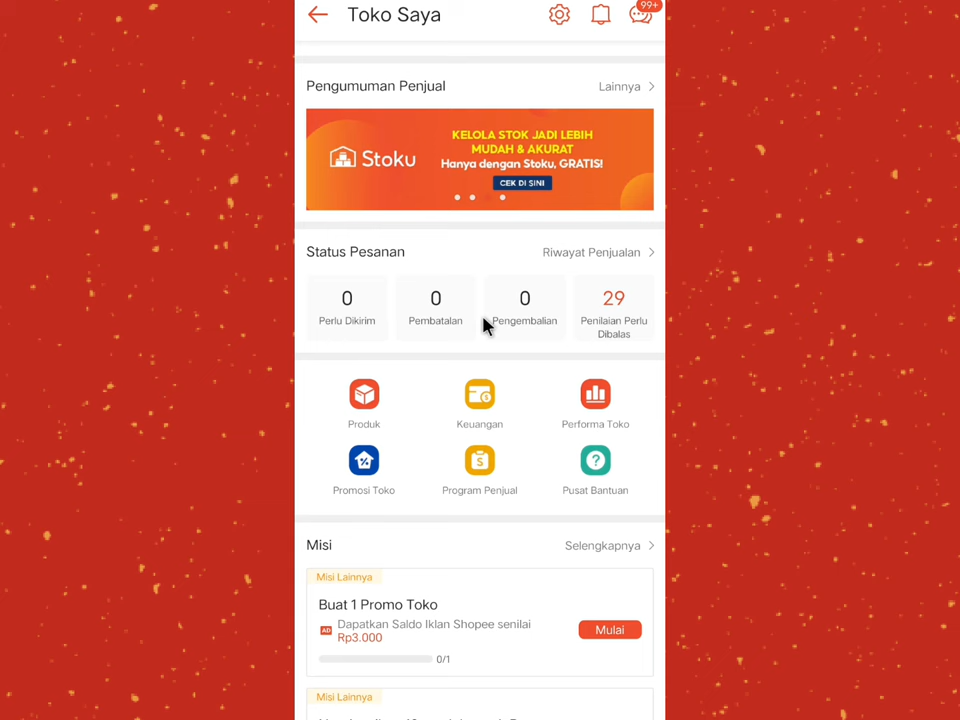 Toko Saya
99+
Pengumuman Penjual
Lainnya
Stoku
KELOLA STOK JADI LEBIH
MUDAH & AKURAT
Hanya dengan Stoku, GRATIS!
CEK DI SINI
Status Pesanan
Riwayat Penjualan
0
0
0
29
Perlu Dikirim
Pembatalan
Pengembalian
Penilaian Perlu
Dibalas
Produk
Keuangan
Performa Toko
Promosi Toko
Program Penjual
Pusat Bantuan
Misi
Selengkapnya
Misi Lainnya
Buat 1 Promo Toko
AD
Dapatkan Saldo Iklan Shopee senilai
Rp3.000
Mulai
0/1
Misi Lainnya